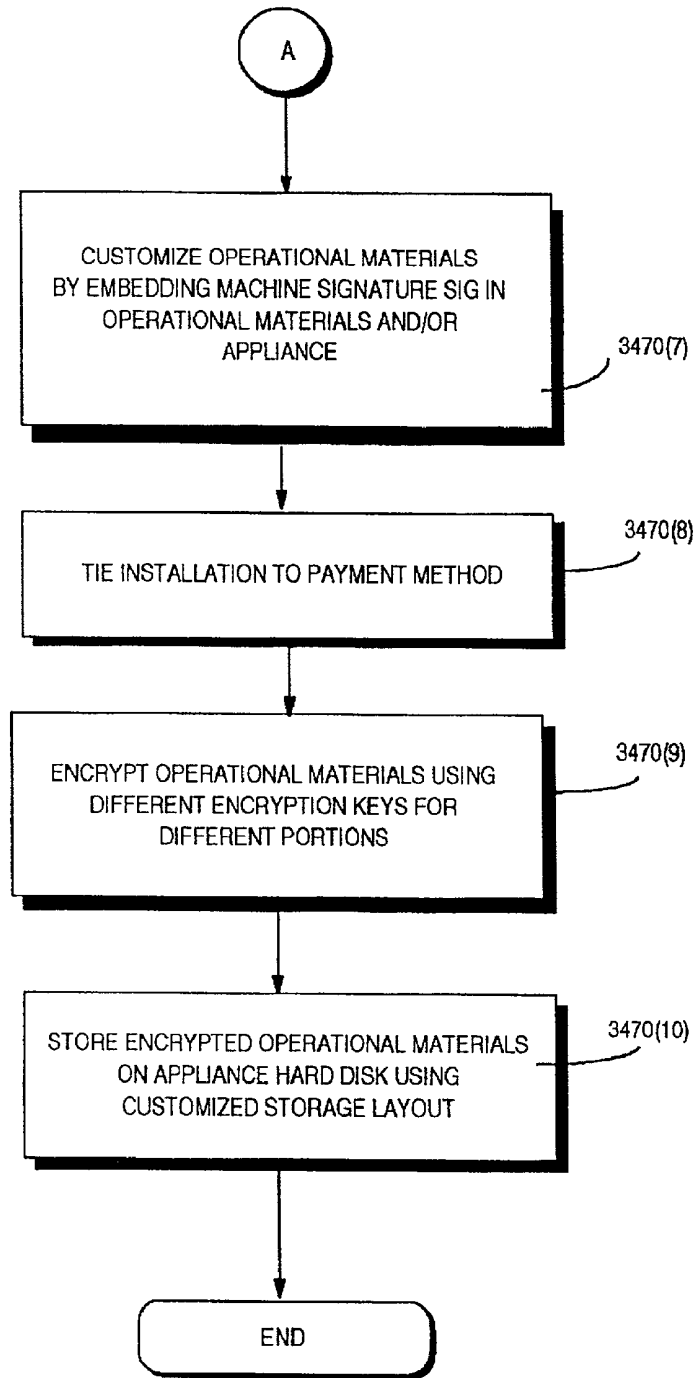 A
CUSTOMIZE OPERATIONAL MATERIALS
BY EMBEDDING MACHINE SIGNATURE SIG IN
OPERATIONAL MATERIALS AND/OR
APPLIANCE
3470(7)
TIE INSTALLATION TO PAYMENT METHOD
3470(8)
ENCRYPT OPERATIONAL MATERIALS USING
DIFFERENT ENCRYPTION KEYS FOR
DIFFERENT PORTIONS
3470(9)
STORE ENCRYPTED OPERATIONAL MATERIALS
ON APPLIANCE HARD DISK USING
CUSTOMIZED STORAGE LAYOUT
3470(10)
END